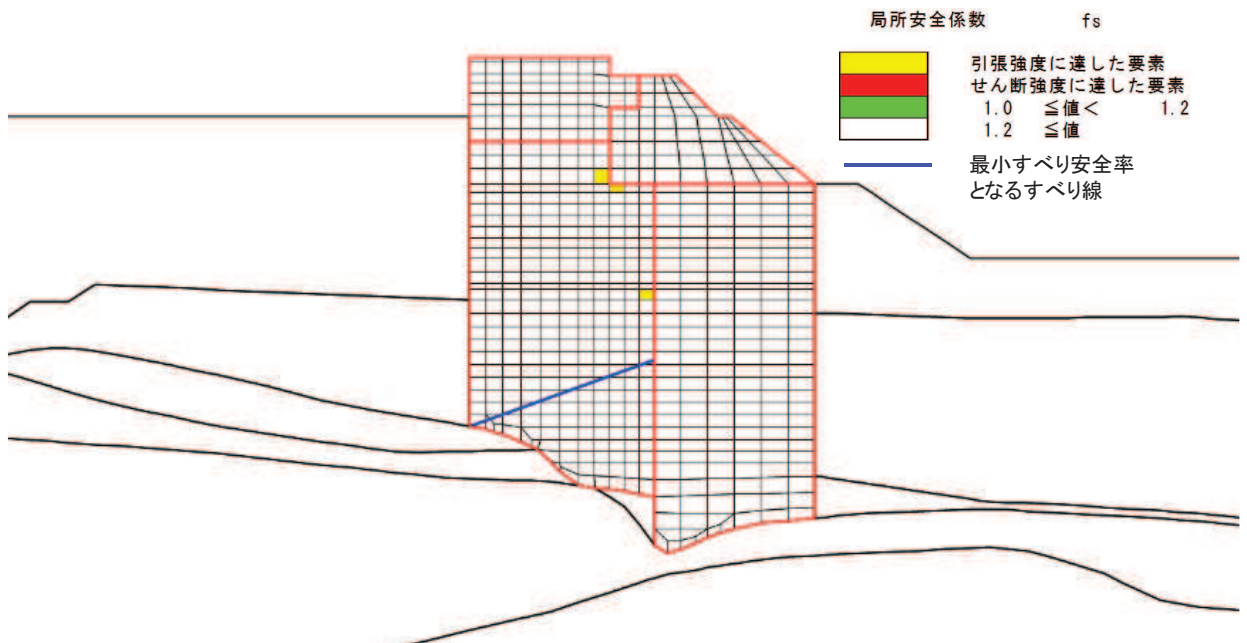 局所安全係数 fs
引張強度に達した要素
せん断強度に達した要素
1.0 ≦値< 1.2
1.2 ≦値
最小すべり安全率
となるすべり線